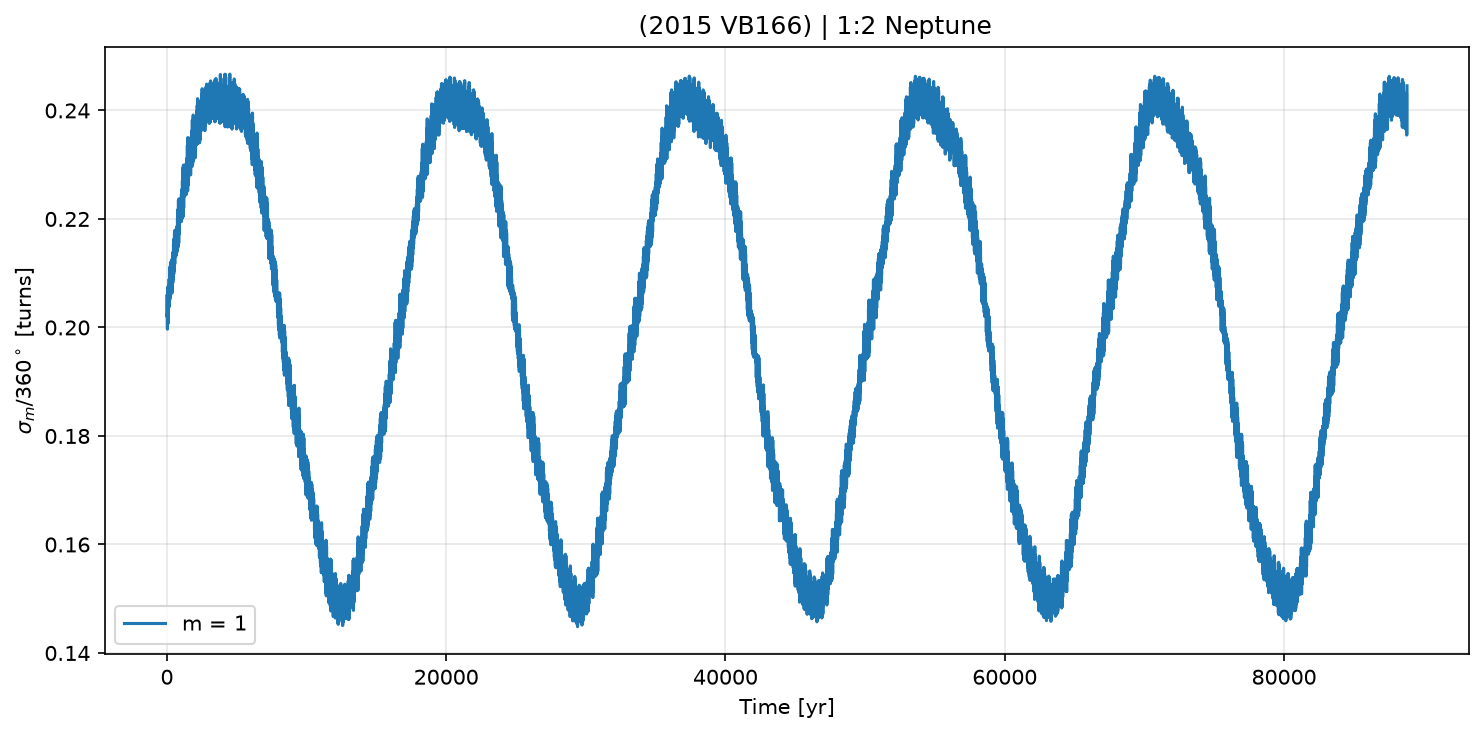 (2015 VB166) | 1:2 Neptune
σₘ/360° [turns]
0.24
0.22
0.20
0.18
0.16
0.14
m = 1
0 20000 40000 60000 80000
Time [yr]